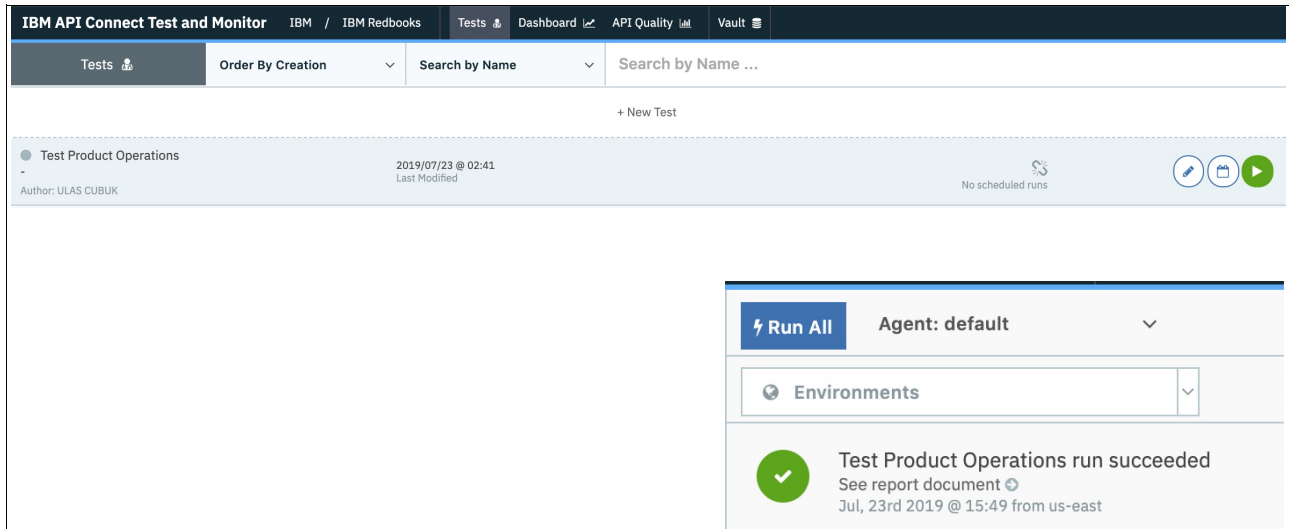 IBM API Connect Test and Monitor IBM / IBM Redbooks Tests Dashboard API Quality Vault
Tests Order By Creation Search by Name Search by Name ...
+ New Test
Test Product Operations
-
Author: ULAS CUBUK
2019/07/23 @ 02:41
Last Modified
No scheduled runs
Run All Agent: default
Environments
Test Product Operations run succeeded
See report document
Jul, 23rd 2019 @ 15:49 from us-east